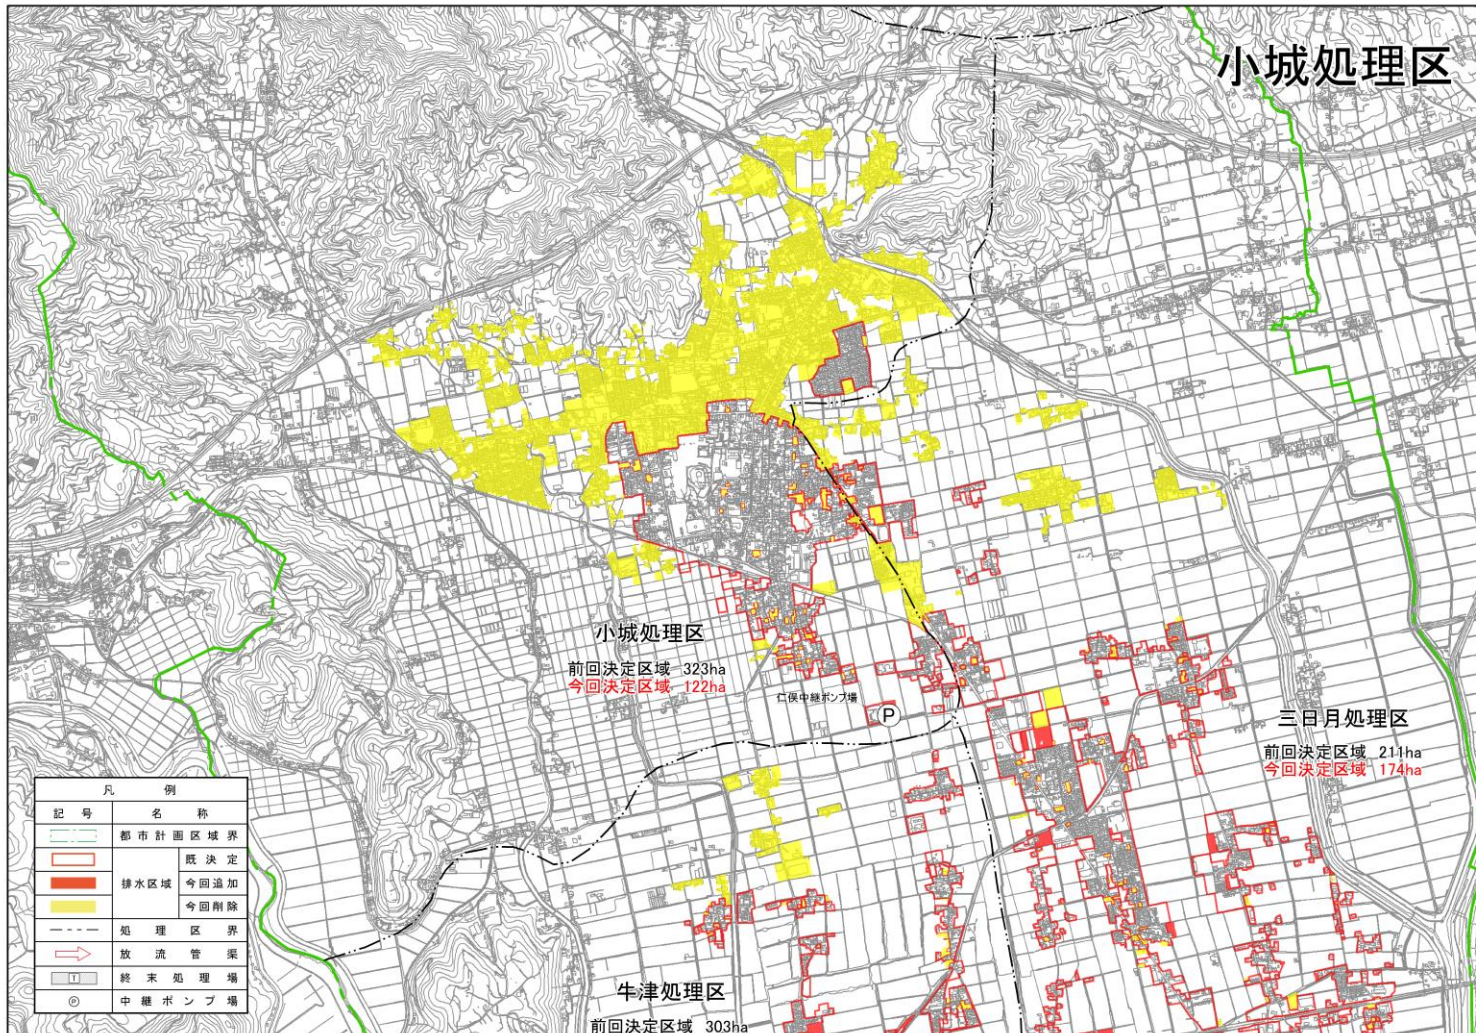 小城処理区
小城処理区
前回決定区域 323ha
今回決定区域 122ha
仁俣中継ポンプ場
P
三日月処理区
前回決定区域 211ha
今回決定区域 174ha
牛津処理区
前回決定区域 303ha
凡 例
記 号 名 称
都市計画区域界
排水区域 既決定
今回追加
今回削除
処理区界
放流管渠
T 終末処理場
P 中継ポンプ場